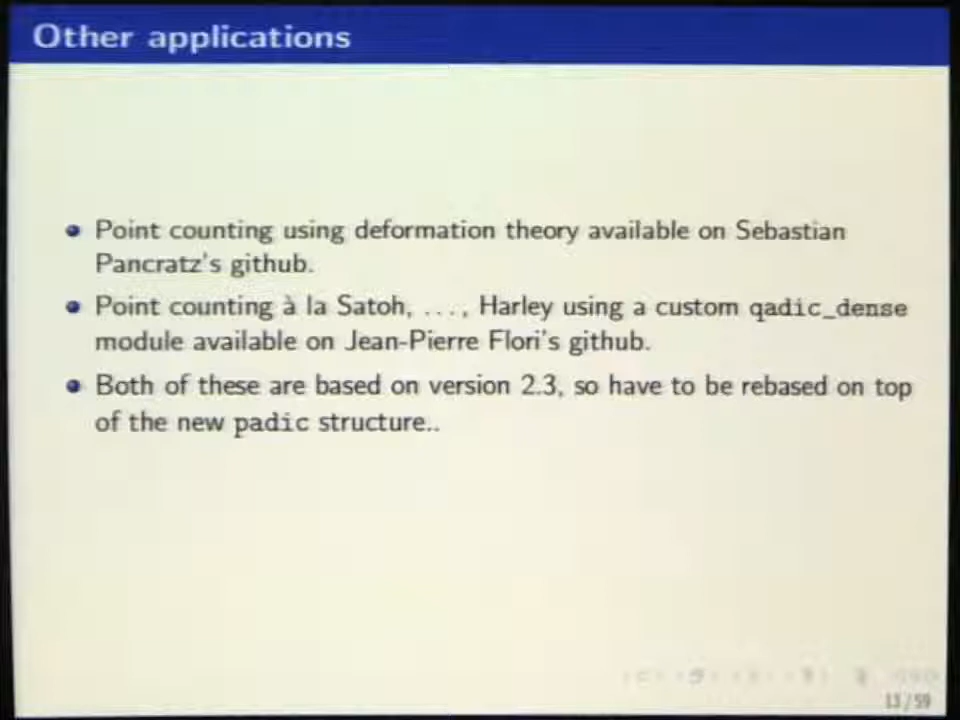 Other applications
Point counting using deformation theory available on Sebastian
Pancratz's github.
Point counting à la Satoh, ..., Harley using a custom qadic_dense
module available on Jean-Pierre Flori's github.
Both of these are based on version 2.3, so have to be rebased on top
of the new padic structure..
13/59